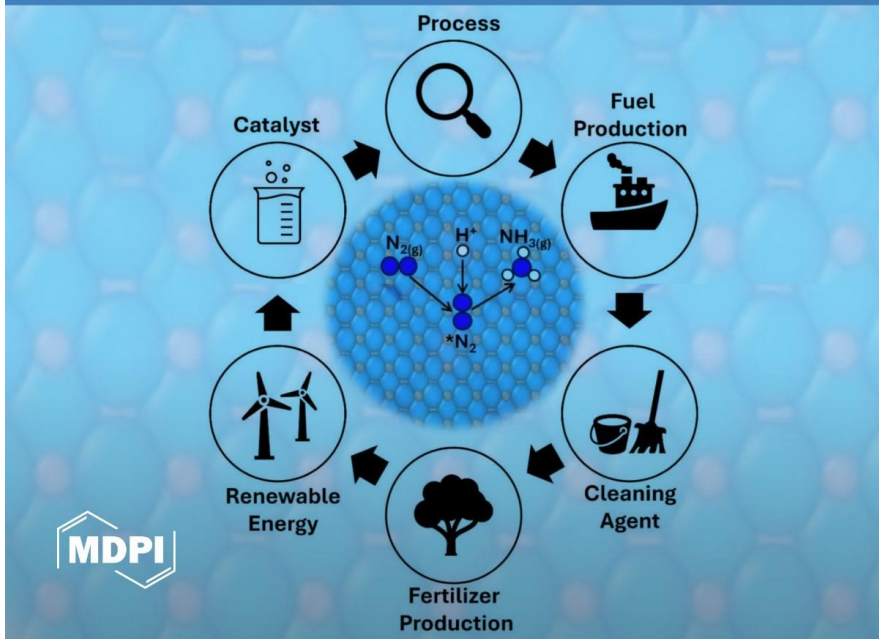 Process
Fuel
Production
Catalyst
N₂(g)
H⁺
NH₃(g)
*N₂
Renewable
Energy
Cleaning
Agent
MDPI
Fertilizer
Production